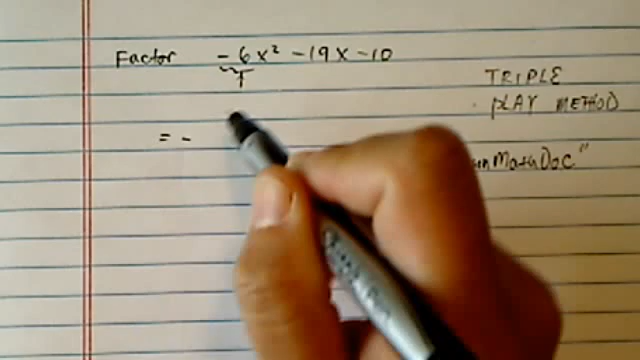 Factor -6x² -19x -10
TRIPLE
PLAY METHOD
= -
MathDoc"